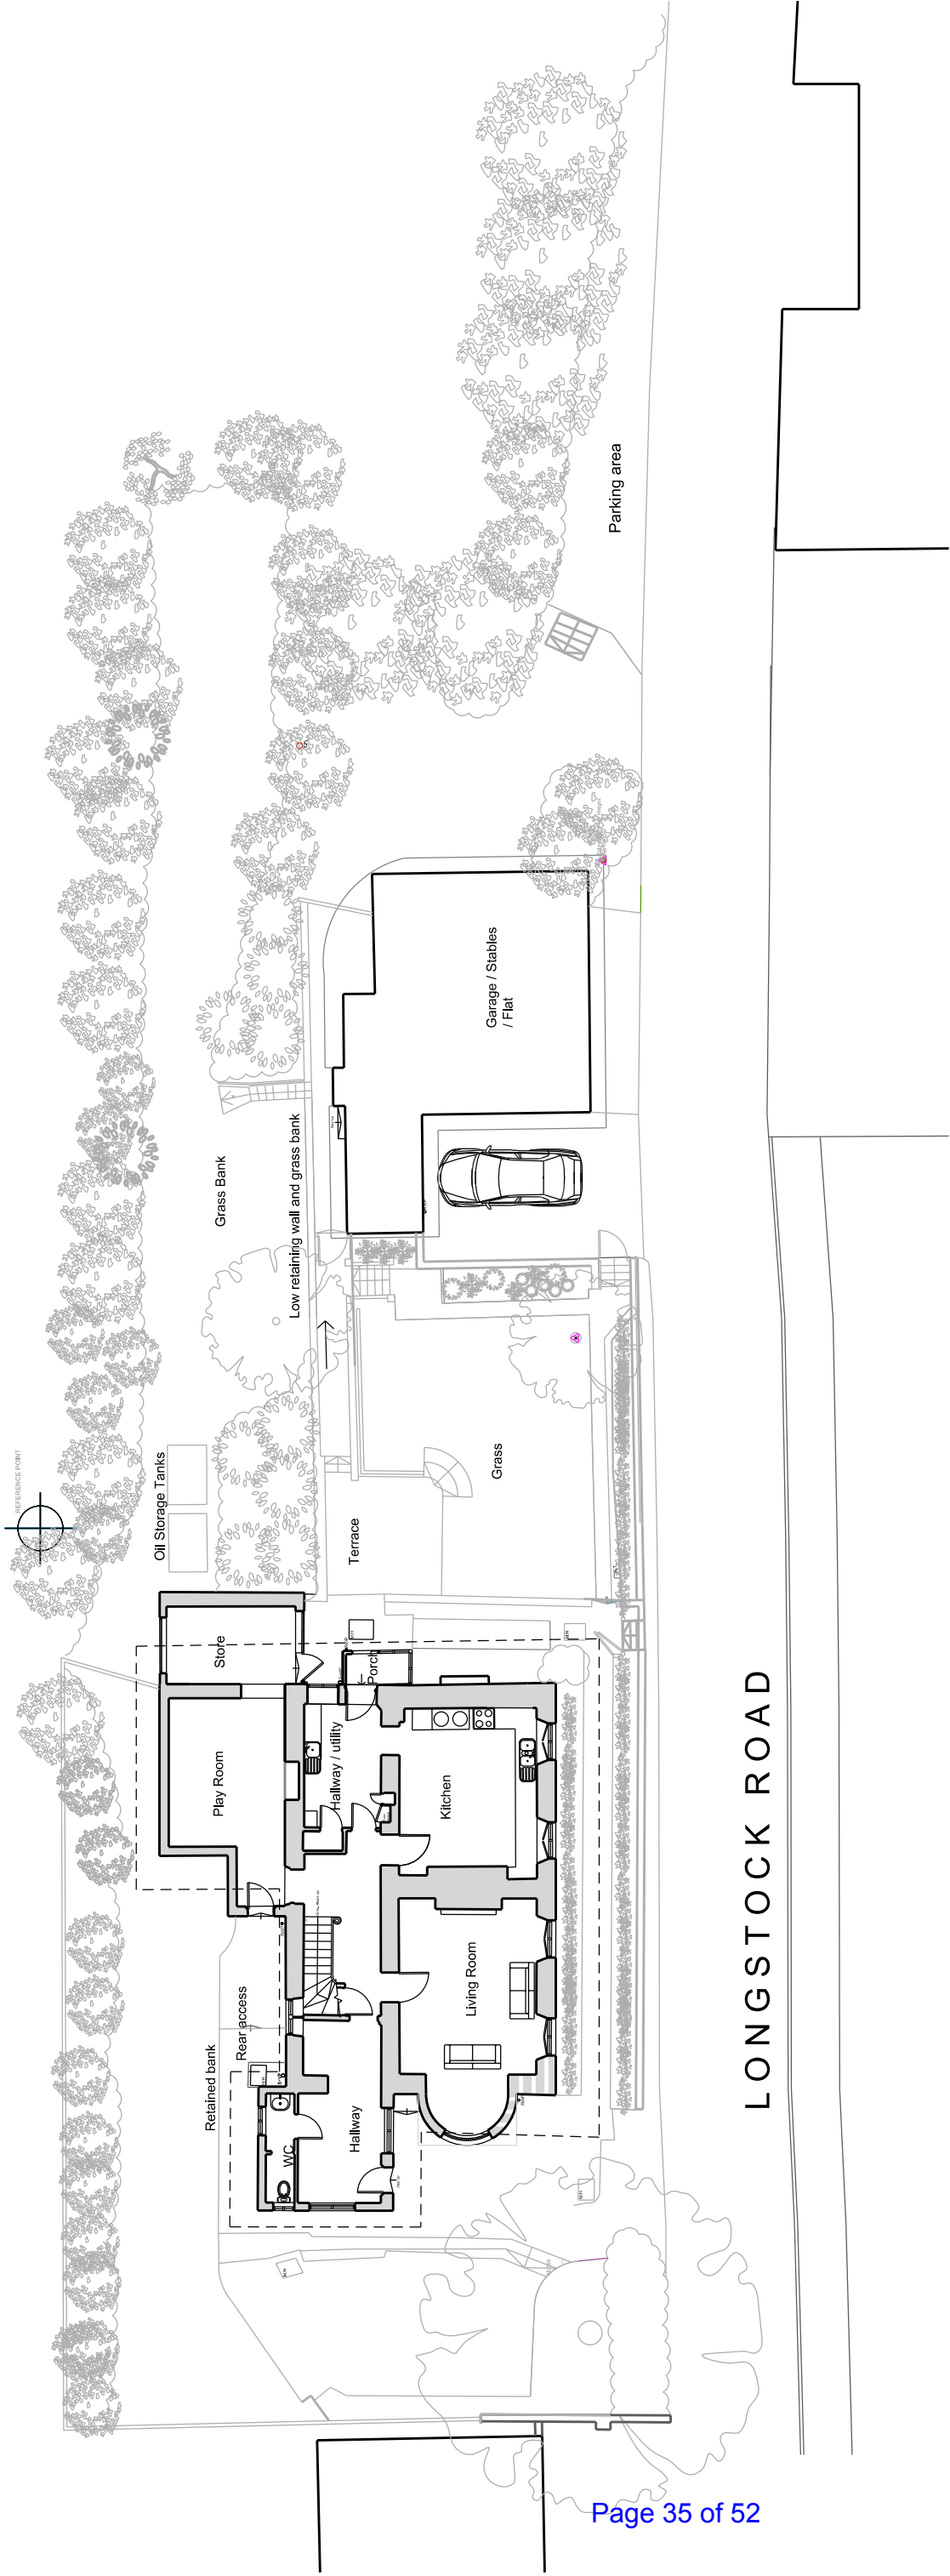 Parking area
Garage / Stables
/ Flat
Grass Bank
Low retaining wall and grass bank
REFERENCE POINT
Oil Storage Tanks
Grass
Terrace
Store
Porch
Play Room
Hallway / utility
Kitchen
Living Room
Rear access
Retained bank
Hallway
WC
LONGSTOCK ROAD
Page 35 of 52